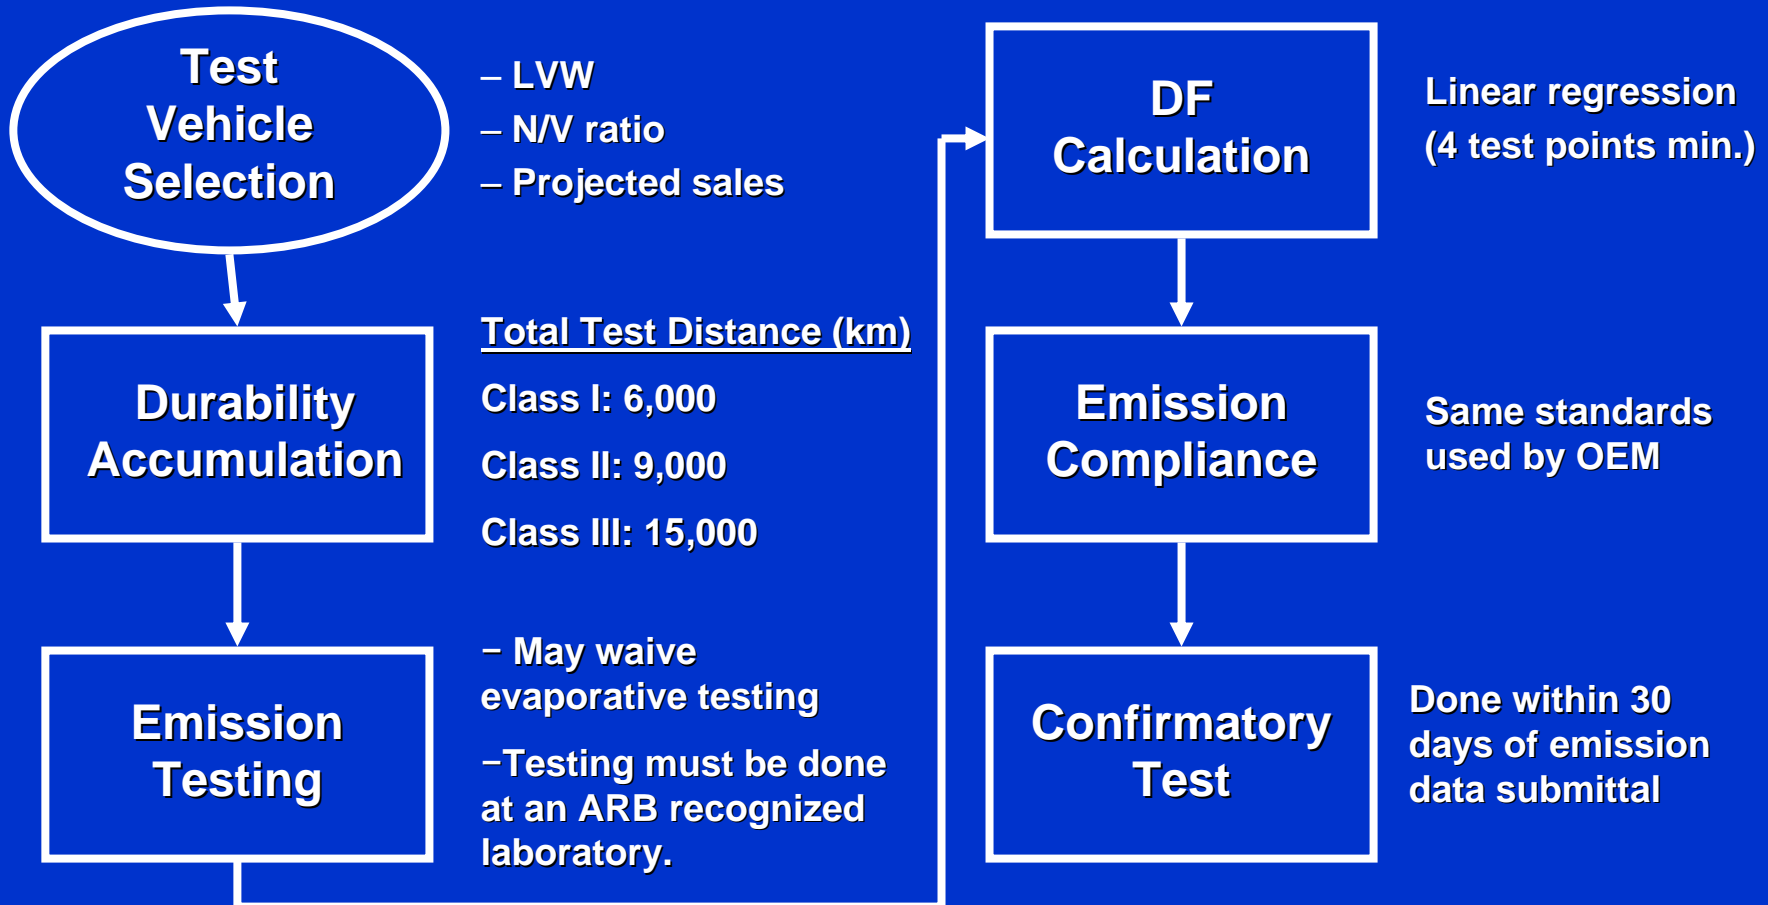 Test
Vehicle
Selection
– LVW
– N/V ratio
– Projected sales
Durability
Accumulation
Total Test Distance (km)
Class I: 6,000
Class II: 9,000
Class III: 15,000
Emission
Testing
– May waive
evaporative testing
–Testing must be done
at an ARB recognized
laboratory.
DF
Calculation
Linear regression
(4 test points min.)
Emission
Compliance
Same standards
used by OEM
Confirmatory
Test
Done within 30
days of emission
data submittal